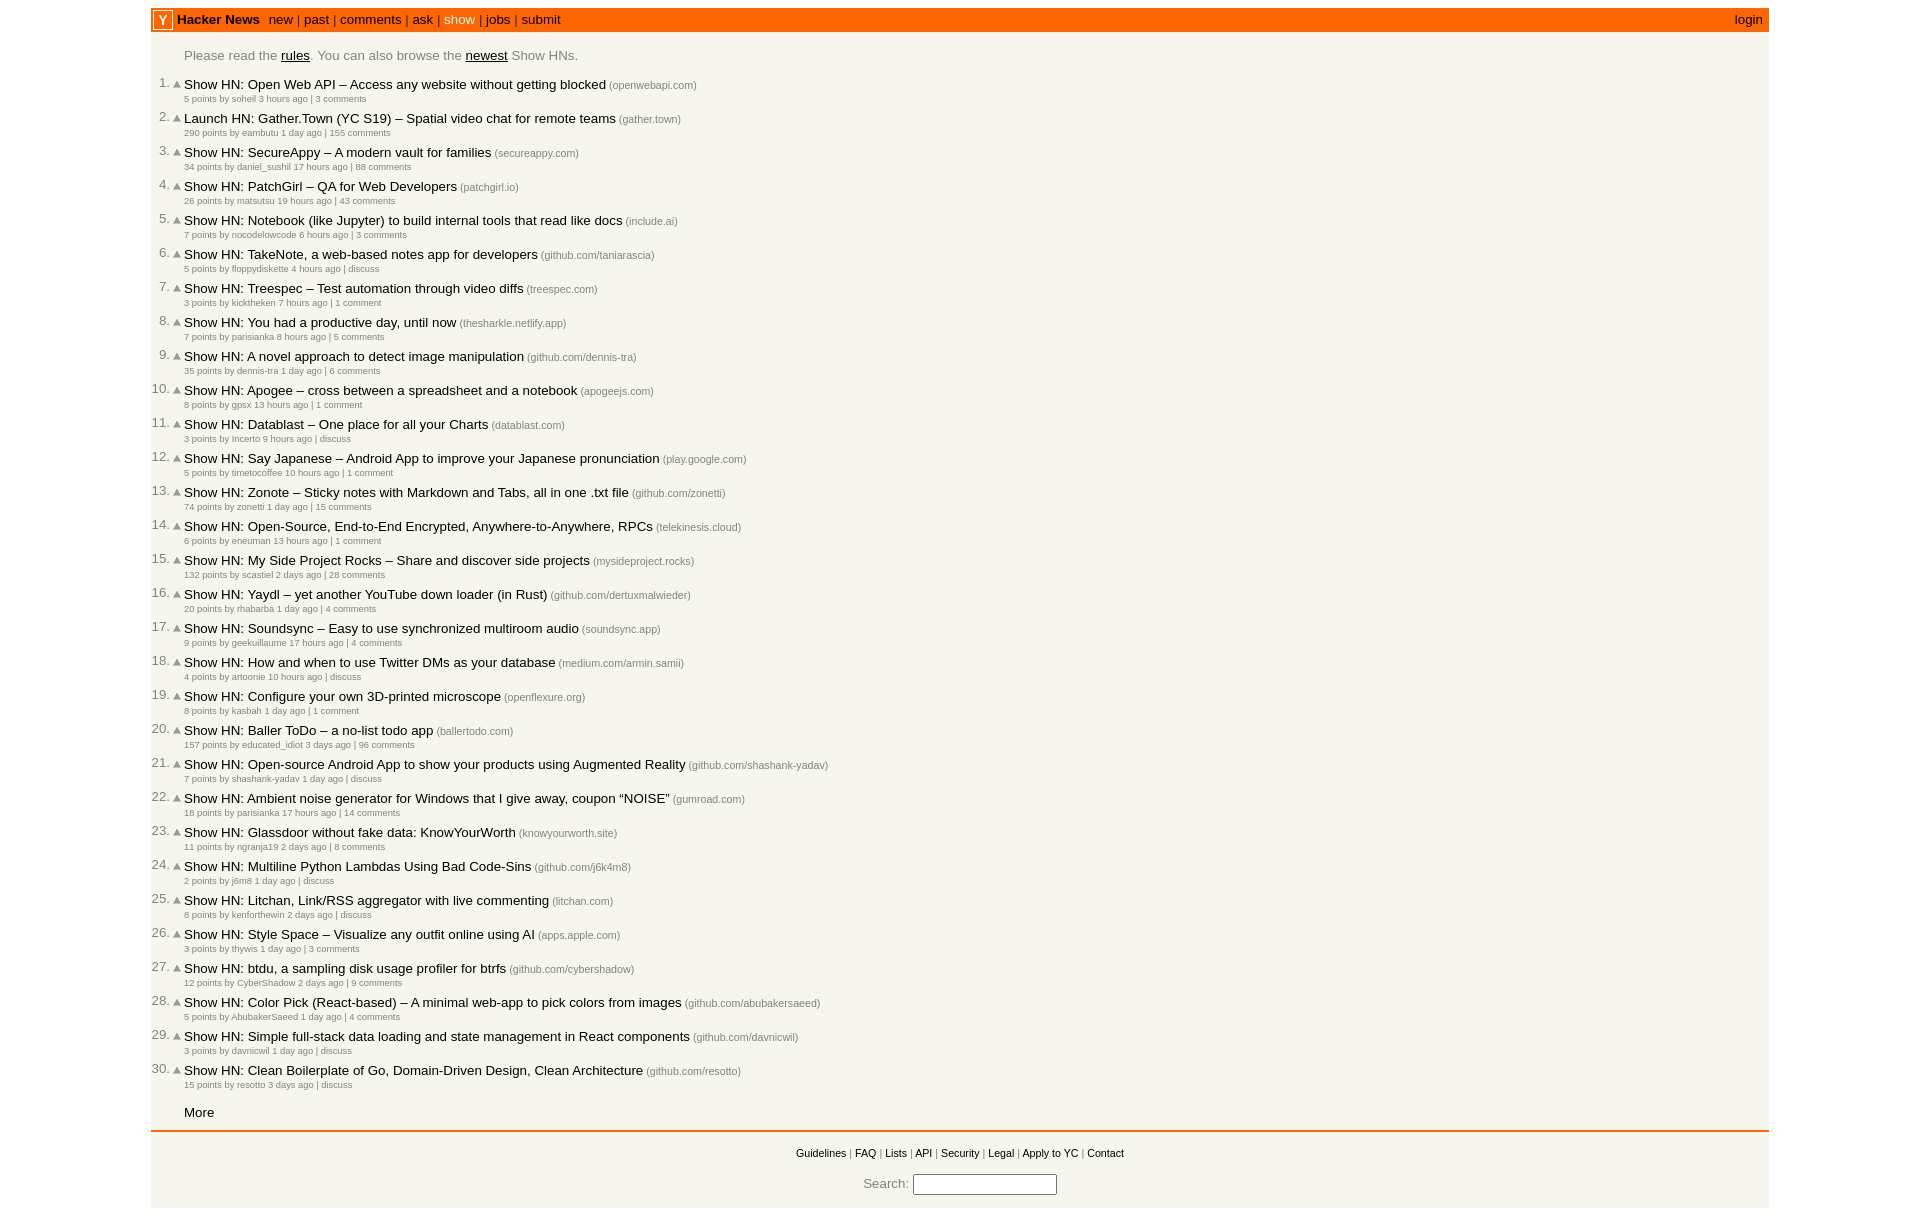 Y Hacker News new | past | comments | ask | show | jobs | submit login
Please read the rules. You can also browse the newest Show HNs.
1. Show HN: Open Web API – Access any website without getting blocked (openwebapi.com)
5 points by soheil 3 hours ago | 3 comments
2. Launch HN: Gather.Town (YC S19) – Spatial video chat for remote teams (gather.town)
290 points by eambutu 1 day ago | 155 comments
3. Show HN: SecureAppy – A modern vault for families (secureappy.com)
34 points by daniel_sushil 17 hours ago | 88 comments
4. Show HN: PatchGirl – QA for Web Developers (patchgirl.io)
26 points by matsutsu 19 hours ago | 43 comments
5. Show HN: Notebook (like Jupyter) to build internal tools that read like docs (include.ai)
7 points by nocodelowcode 6 hours ago | 3 comments
6. Show HN: TakeNote, a web-based notes app for developers (github.com/taniarascia)
5 points by floppydiskette 4 hours ago | discuss
7. Show HN: Treespec – Test automation through video diffs (treespec.com)
3 points by kicktheken 7 hours ago | 1 comment
8. Show HN: You had a productive day, until now (thesharkle.netlify.app)
7 points by parisianka 8 hours ago | 5 comments
9. Show HN: A novel approach to detect image manipulation (github.com/dennis-tra)
35 points by dennis-tra 1 day ago | 6 comments
10. Show HN: Apogee – cross between a spreadsheet and a notebook (apogeejs.com)
8 points by gpsx 13 hours ago | 1 comment
11. Show HN: Datablast – One place for all your Charts (datablast.com)
3 points by Incerto 9 hours ago | discuss
12. Show HN: Say Japanese – Android App to improve your Japanese pronunciation (play.google.com)
5 points by timetocoffee 10 hours ago | 1 comment
13. Show HN: Zonote – Sticky notes with Markdown and Tabs, all in one .txt file (github.com/zonetti)
74 points by zonetti 1 day ago | 15 comments
14. Show HN: Open-Source, End-to-End Encrypted, Anywhere-to-Anywhere, RPCs (telekinesis.cloud)
6 points by eneuman 13 hours ago | 1 comment
15. Show HN: My Side Project Rocks – Share and discover side projects (mysideproject.rocks)
132 points by scastiel 2 days ago | 28 comments
16. Show HN: Yaydl – yet another YouTube down loader (in Rust) (github.com/dertuxmalwieder)
20 points by rhabarba 1 day ago | 4 comments
17. Show HN: Soundsync – Easy to use synchronized multiroom audio (soundsync.app)
9 points by geekuillaume 17 hours ago | 4 comments
18. Show HN: How and when to use Twitter DMs as your database (medium.com/armin.samii)
4 points by artoonie 10 hours ago | discuss
19. Show HN: Configure your own 3D-printed microscope (openflexure.org)
8 points by kasbah 1 day ago | 1 comment
20. Show HN: Baller ToDo – a no-list todo app (ballertodo.com)
157 points by educated_idiot 3 days ago | 96 comments
21. Show HN: Open-source Android App to show your products using Augmented Reality (github.com/shashank-yadav)
7 points by shashank-yadav 1 day ago | discuss
22. Show HN: Ambient noise generator for Windows that I give away, coupon “NOISE” (gumroad.com)
18 points by parisianka 17 hours ago | 14 comments
23. Show HN: Glassdoor without fake data: KnowYourWorth (knowyourworth.site)
11 points by ngranja19 2 days ago | 8 comments
24. Show HN: Multiline Python Lambdas Using Bad Code-Sins (github.com/j6k4m8)
2 points by j6m8 1 day ago | discuss
25. Show HN: Litchan, Link/RSS aggregator with live commenting (litchan.com)
8 points by kenforthewin 2 days ago | discuss
26. Show HN: Style Space – Visualize any outfit online using AI (apps.apple.com)
3 points by thywis 1 day ago | 3 comments
27. Show HN: btdu, a sampling disk usage profiler for btrfs (github.com/cybershadow)
12 points by CyberShadow 2 days ago | 9 comments
28. Show HN: Color Pick (React-based) – A minimal web-app to pick colors from images (github.com/abubakersaeed)
5 points by AbubakerSaeed 1 day ago | 4 comments
29. Show HN: Simple full-stack data loading and state management in React components (github.com/davnicwil)
3 points by davnicwil 1 day ago | discuss
30. Show HN: Clean Boilerplate of Go, Domain-Driven Design, Clean Architecture (github.com/resotto)
15 points by resotto 3 days ago | discuss
More
Guidelines | FAQ | Lists | API | Security | Legal | Apply to YC | Contact
Search: